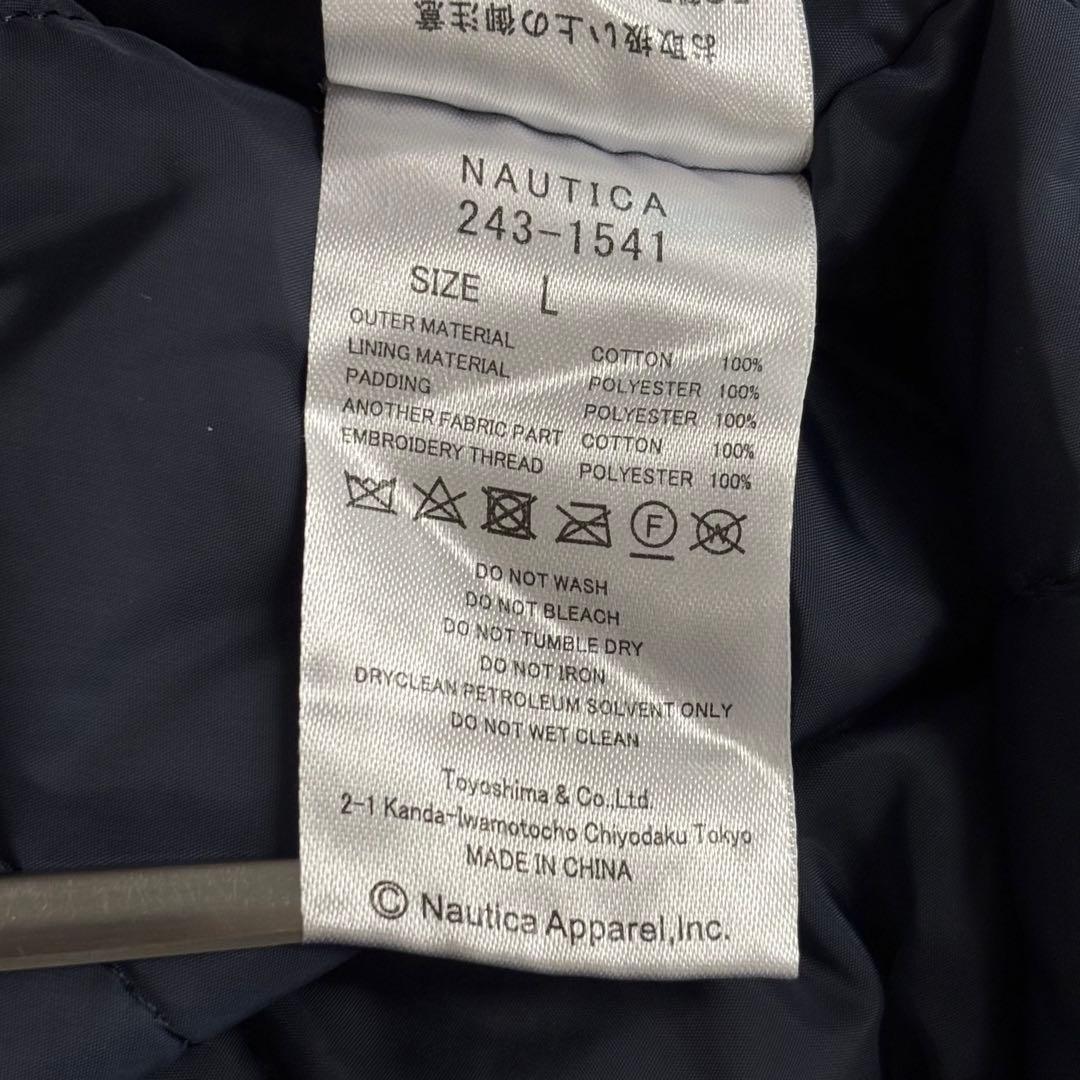 お取扱い上の御注意
NAUTICA
243-1541
SIZE L
OUTER MATERIAL COTTON 100%
LINING MATERIAL POLYESTER 100%
PADDING POLYESTER 100%
ANOTHER FABRIC PART COTTON 100%
EMBROIDERY THREAD POLYESTER 100%
F W
DO NOT WASH
DO NOT BLEACH
DO NOT TUMBLE DRY
DO NOT IRON
DRYCLEAN PETROLEUM SOLVENT ONLY
DO NOT WET CLEAN
Toyoshima & Co.,Ltd.
2-1 Kanda-Iwamotocho Chiyodaku Tokyo
MADE IN CHINA
© Nautica Apparel,Inc.